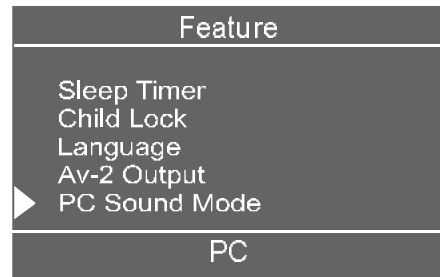 Feature
Sleep Timer
Child Lock
Language
Av-2 Output
PC Sound Mode
PC